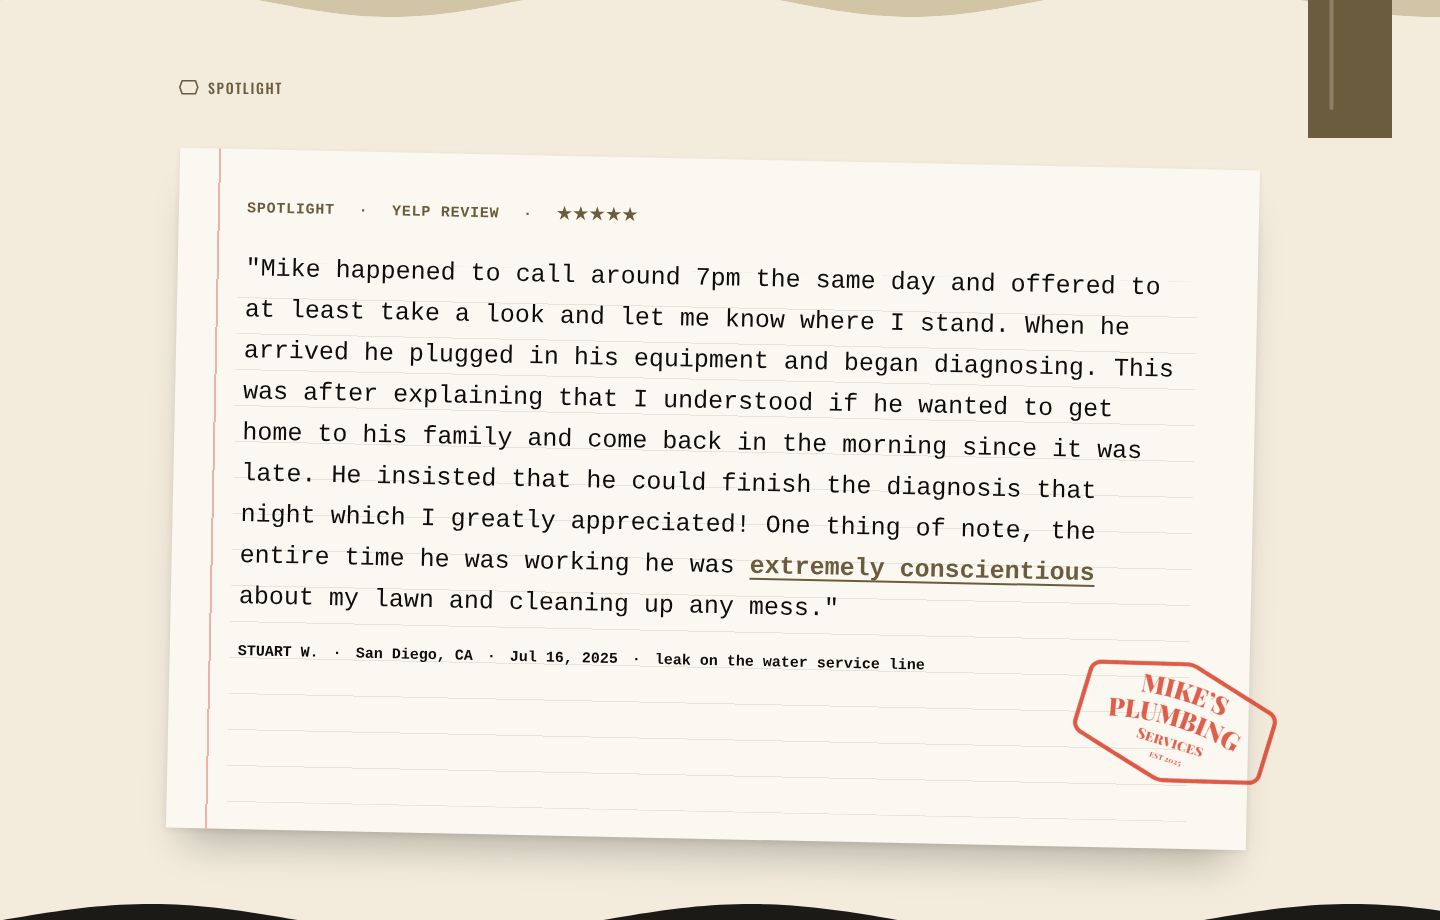 SPOTLIGHT
SPOTLIGHT · YELP REVIEW · ★★★★★
"Mike happened to call around 7pm the same day and offered to
at least take a look and let me know where I stand. When he
arrived he plugged in his equipment and began diagnosing. This
was after explaining that I understood if he wanted to get
home to his family and come back in the morning since it was
late. He insisted that he could finish the diagnosis that
night which I greatly appreciated! One thing of note, the
entire time he was working he was extremely conscientious
about my lawn and cleaning up any mess."
STUART W. · San Diego, CA · Jul 16, 2025 · leak on the water service line
MIKE'S
PLUMBING
SERVICES
EST 2025